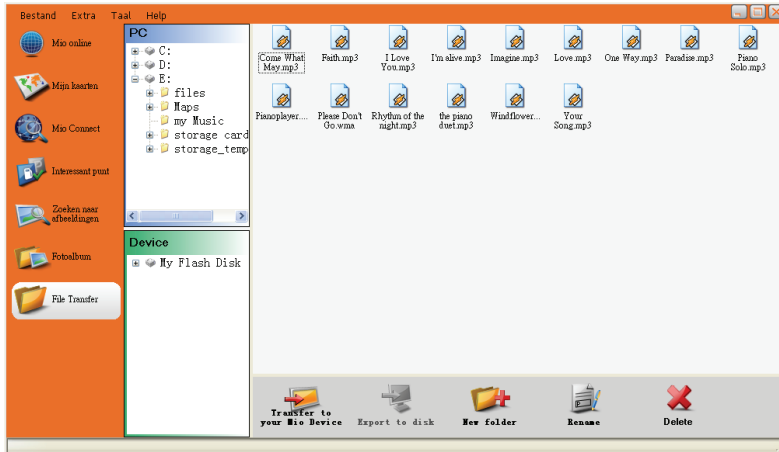 Bestand Extra Taal Help
Mio online
Mijn kaarten
Mio Connect
Interessant punt
Zoeken naar
afbeeldingen
Fotoalbum
File Transfer
PC
C:
D:
E:
files
Maps
my Music
storage card
storage_temp
Device
My Flash Disk
Come What
May.mp3
Faith.mp3
I Love
You.mp3
I'm alive.mp3
Imagine.mp3
Love.mp3
One Way.mp3
Paradise.mp3
Piano
Solo.mp3
Pianoplayer....
Please Don't
Go.wma
Rhythm of the
night.mp3
the piano
duet.mp3
Windflower...
Your
Song.mp3
Transfer to
your Mio Device
Export to disk
New folder
Rename
Delete